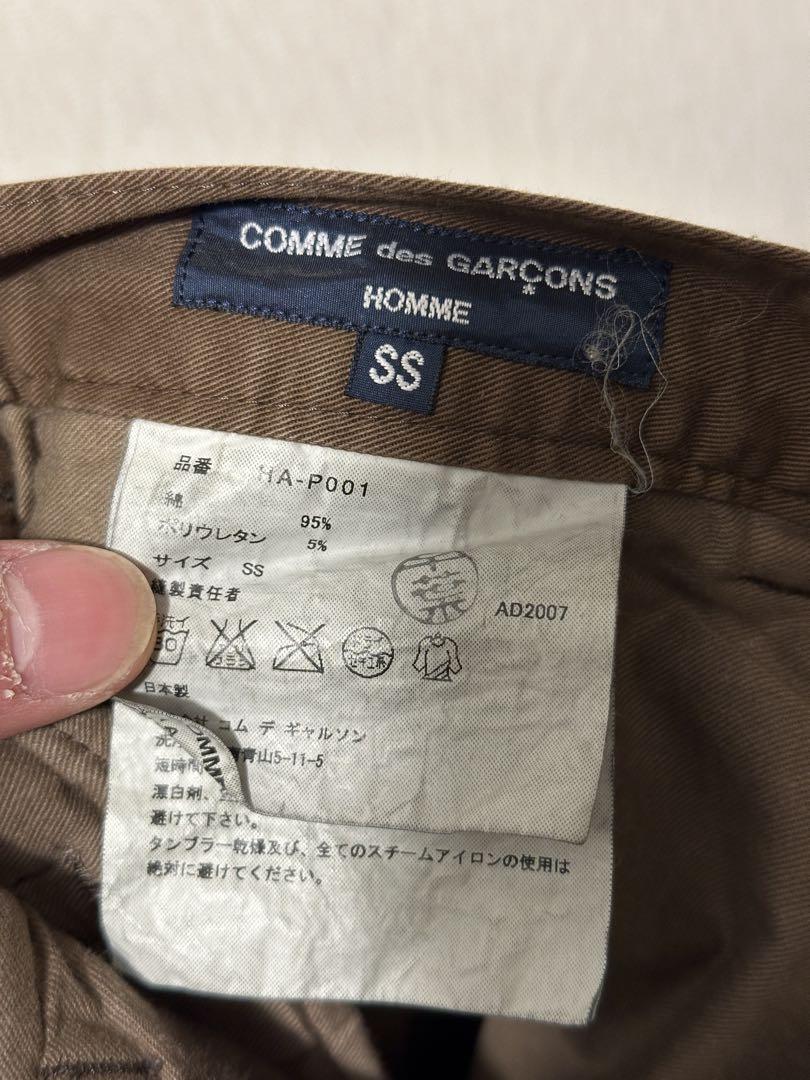 COMME des GARÇONS
HOMME
SS
品番 HA-P001
綿 95%
ポリウレタン 5%
サイズ SS
縫製責任者
AD2007
日本製
コム デ ギャルソン
青山5-11-5
短時間
漂白剤、
避けて下さい。
タンブラー乾燥及び、全てのスチームアイロンの使用は
絶対に避けてください。